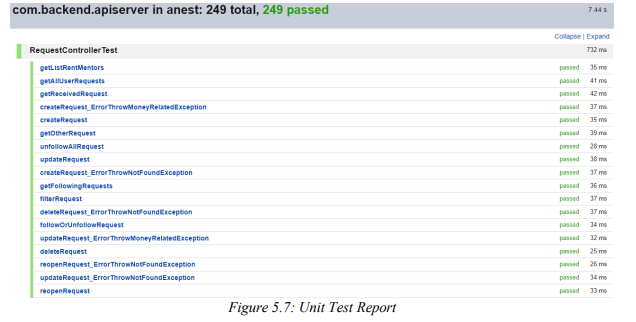 com.backend.apiserver in anest: 249 total, 249 passed 7.44 s
Collapse | Expand
RequestControllerTest 732 ms
getListRentMentors passed 35 ms
getAllUserRequests passed 41 ms
getReceivedRequest passed 42 ms
createRequest_ErrorThrowMoneyRelatedException passed 37 ms
createRequest passed 35 ms
getOtherRequest passed 39 ms
unfollowAllRequest passed 28 ms
updateRequest passed 38 ms
createRequest_ErrorThrowNotFoundException passed 37 ms
getFollowingRequests passed 36 ms
filterRequest passed 37 ms
deleteRequest_ErrorThrowNotFoundException passed 37 ms
followOrUnfollowRequest passed 34 ms
updateRequest_ErrorThrowMoneyRelatedException passed 32 ms
deleteRequest passed 25 ms
reopenRequest_ErrorThrowNotFoundException passed 26 ms
updateRequest_ErrorThrowNotFoundException passed 34 ms
reopenRequest passed 33 ms
Figure 5.7: Unit Test Report